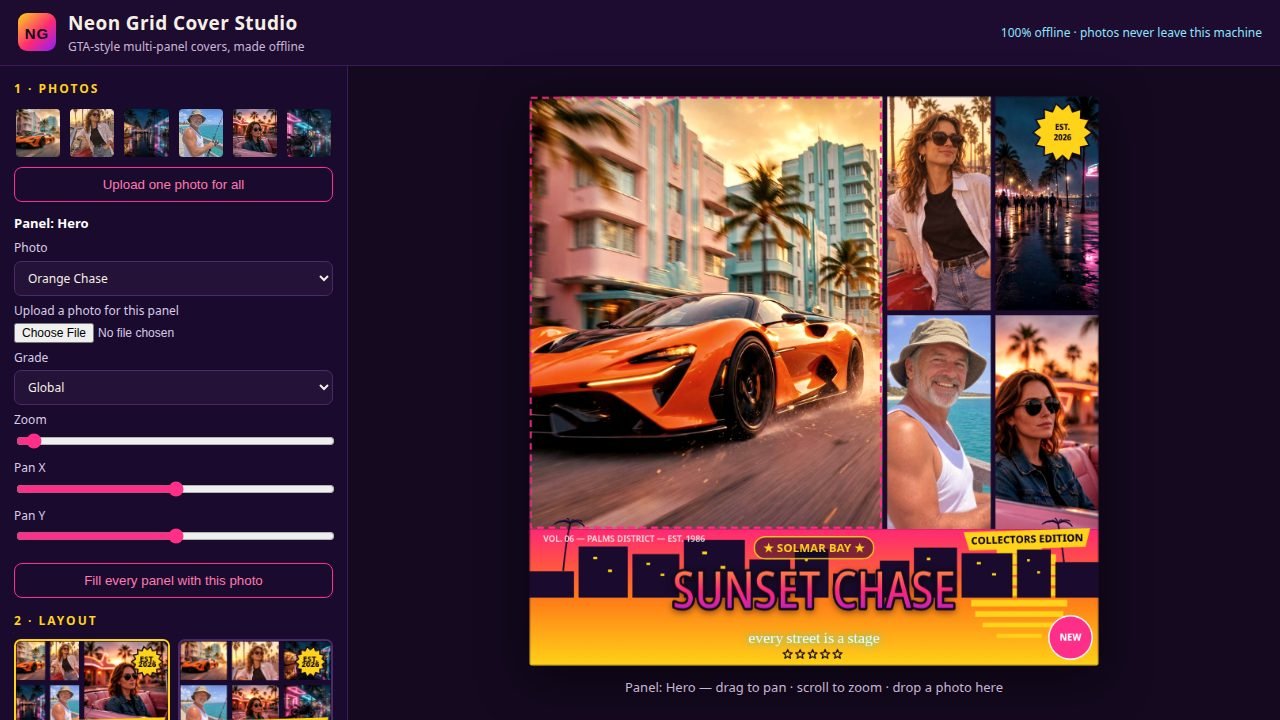 NG
Neon Grid Cover Studio
GTA-style multi-panel covers, made offline
100% offline · photos never leave this machine
1 · PHOTOS
Upload one photo for all
Panel: Hero
Photo
Orange Chase
Upload a photo for this panel
Choose File No file chosen
Grade
Global
Zoom
Pan X
Pan Y
Fill every panel with this photo
2 · LAYOUT
EST.
2026
EST.
2026
EST.
2026
VOL. 06 — PALMS DISTRICT — EST. 1986
★ SOLMAR BAY ★
COLLECTORS EDITION
SUNSET CHASE
every street is a stage
NEW
Panel: Hero — drag to pan · scroll to zoom · drop a photo here